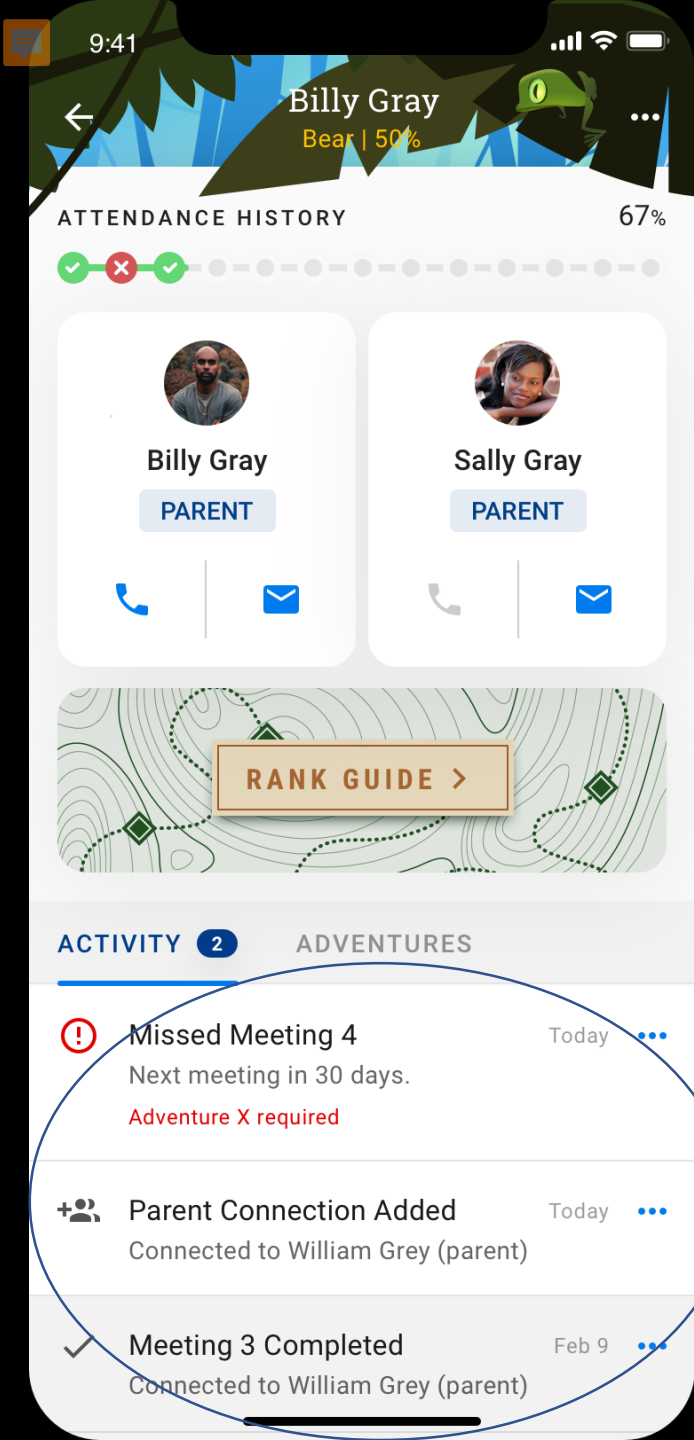 9:41
Billy Gray
Bear | 50%
ATTENDANCE HISTORY 67%
Billy Gray Sally Gray
PARENT PARENT
RANK GUIDE
ACTIVITY 2 ADVENTURES
Missed Meeting 4 Today
Next meeting in 30 days.
Adventure X required
Parent Connection Added Today
Connected to William Grey (parent)
Meeting 3 Completed Feb 9
Connected to William Grey (parent)